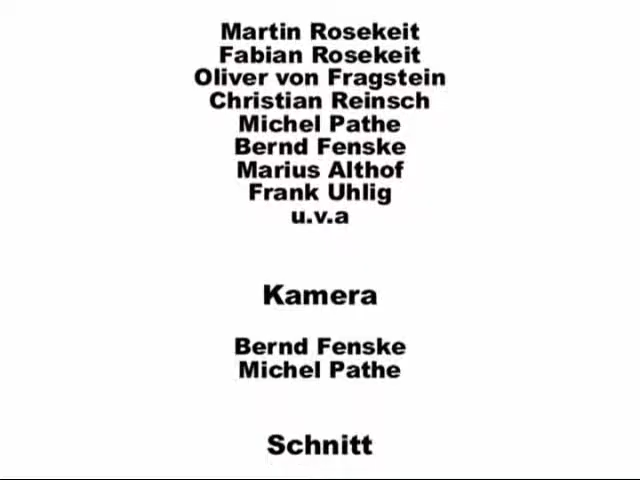 Martin Rosekeit
Fabian Rosekeit
Oliver von Fragstein
Christian Reinsch
Michel Pathe
Bernd Fenske
Marius Althof
Frank Uhlig
u.v.a
Kamera
Bernd Fenske
Michel Pathe
Schnitt